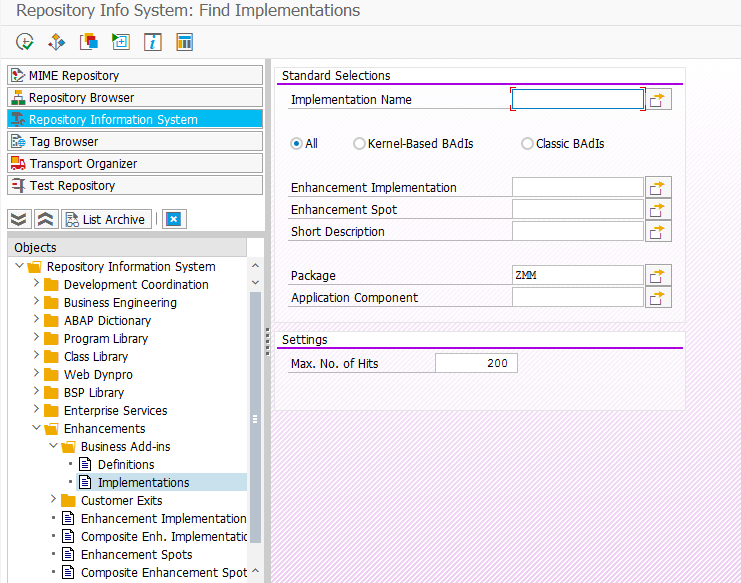 Repository Info System: Find Implementations
MIME Repository
Repository Browser
Repository Information System
Tag Browser
Transport Organizer
Test Repository
List Archive
Objects
Repository Information System
Development Coordination
Business Engineering
ABAP Dictionary
Program Library
Class Library
Web Dynpro
BSP Library
Enterprise Services
Enhancements
Business Add-ins
Definitions
Implementations
Customer Exits
Enhancement Implementation
Composite Enh. Implementatic
Enhancement Spots
Composite Enhancement Spot
Standard Selections
Implementation Name
All Kernel-Based BAdIs Classic BAdIs
Enhancement Implementation
Enhancement Spot
Short Description
Package ZMM
Application Component
Settings
Max. No. of Hits 200